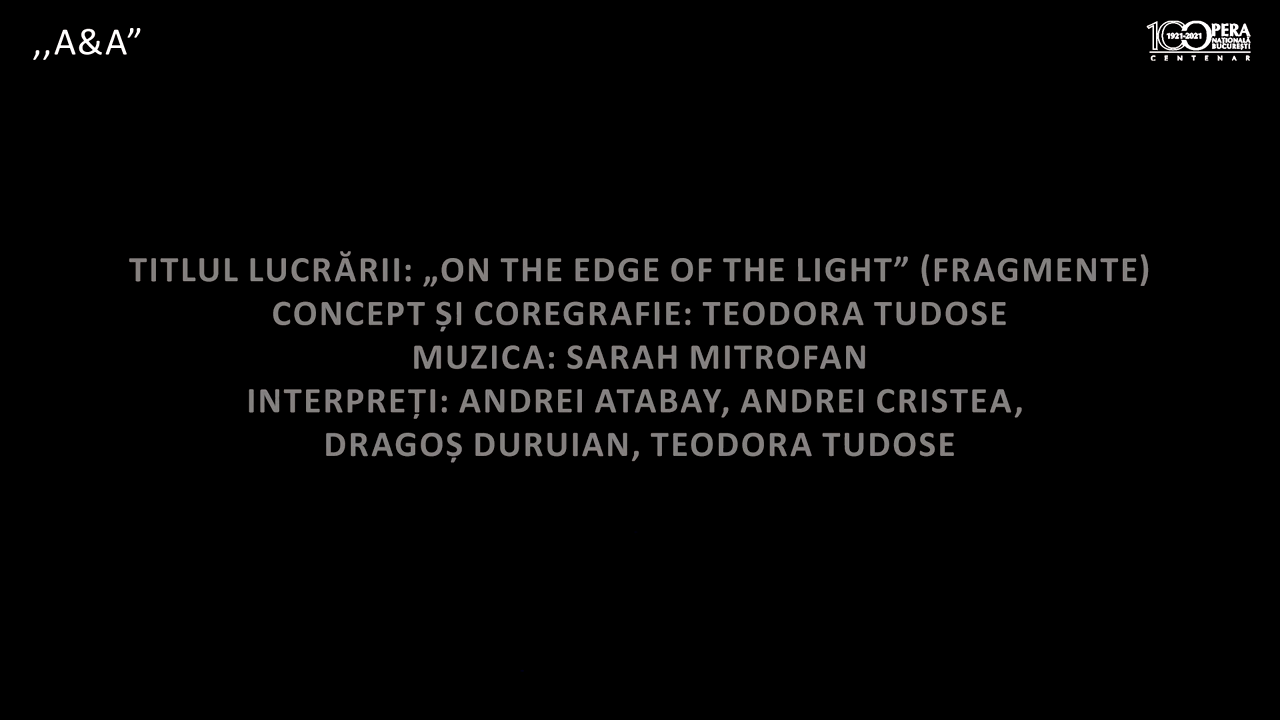 ,,A&A”
100 OPERA
1921-2021 NAȚIONALĂ
BUCUREȘTI
CENTENAR
TITLUL LUCRĂRII: „ON THE EDGE OF THE LIGHT” (FRAGMENTE)
CONCEPT ȘI COREGRAFIE: TEODORA TUDOSE
MUZICA: SARAH MITROFAN
INTERPREȚI: ANDREI ATABAY, ANDREI CRISTEA,
DRAGOȘ DURUIAN, TEODORA TUDOSE